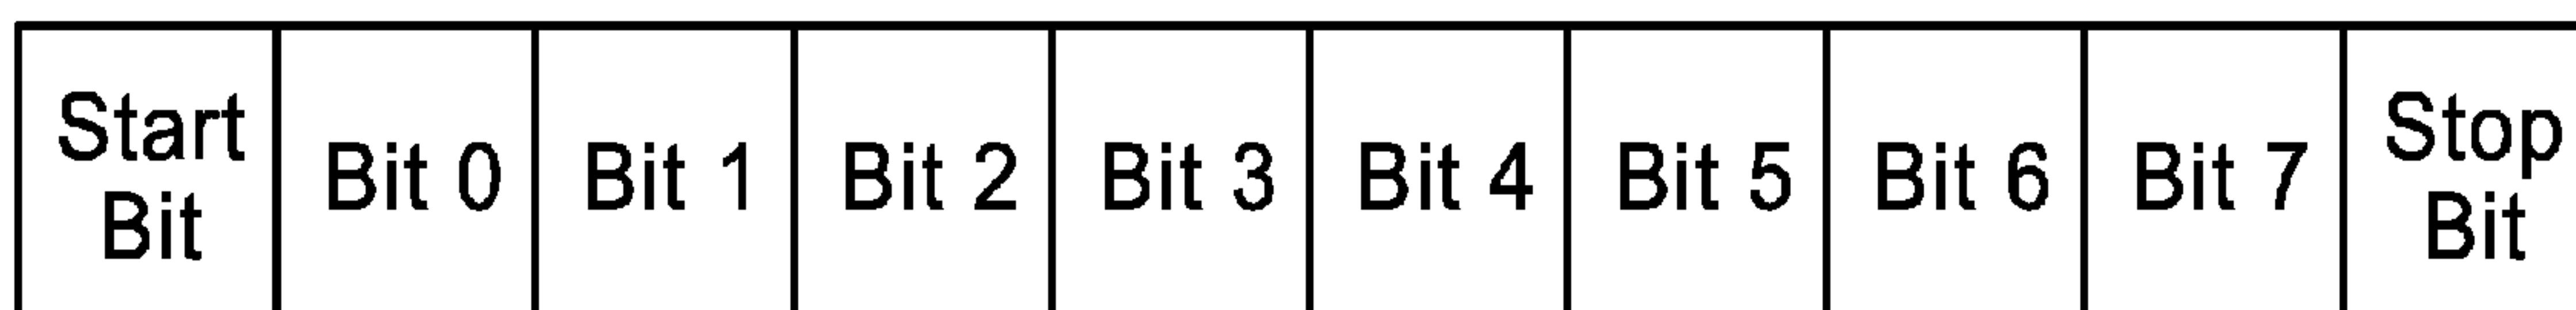 Start Bit
Bit 0
Bit 1
Bit 2
Bit 3
Bit 4
Bit 5
Bit 6
Bit 7
Stop Bit